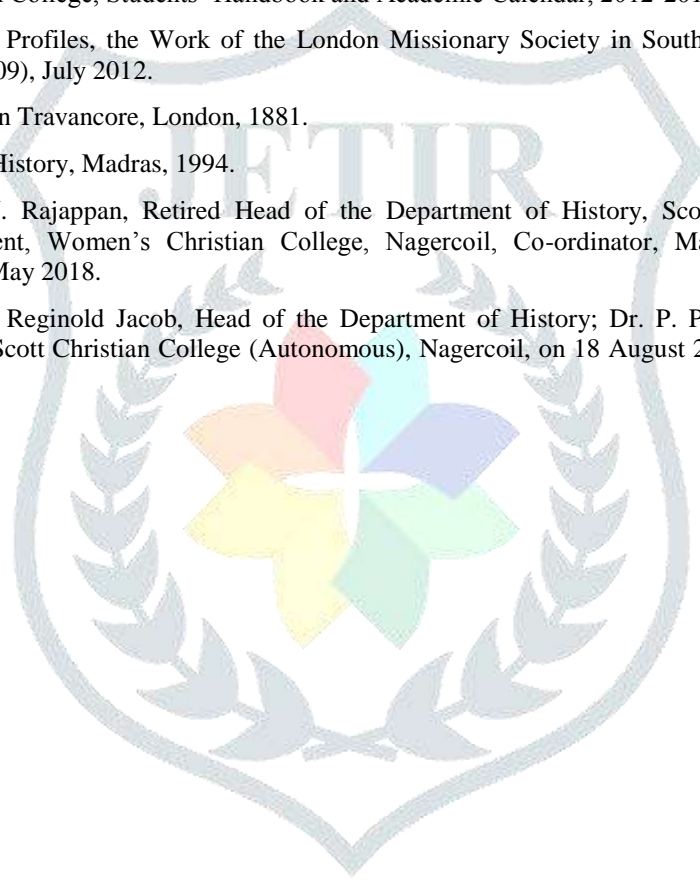 College, Students' Handbook and Academic Calendar, 2012-201
Profiles, the Work of the London Missionary Society in South
09), July 2012.
n Travancore, London, 1881.
History, Madras, 1994.
. Rajappan, Retired Head of the Department of History, Sco
ent, Women's Christian College, Nagercoil, Co-ordinator, Ma
May 2018.
Reginold Jacob, Head of the Department of History; Dr. P. P
Scott Christian College (Autonomous), Nagercoil, on 18 August 2
JETIR